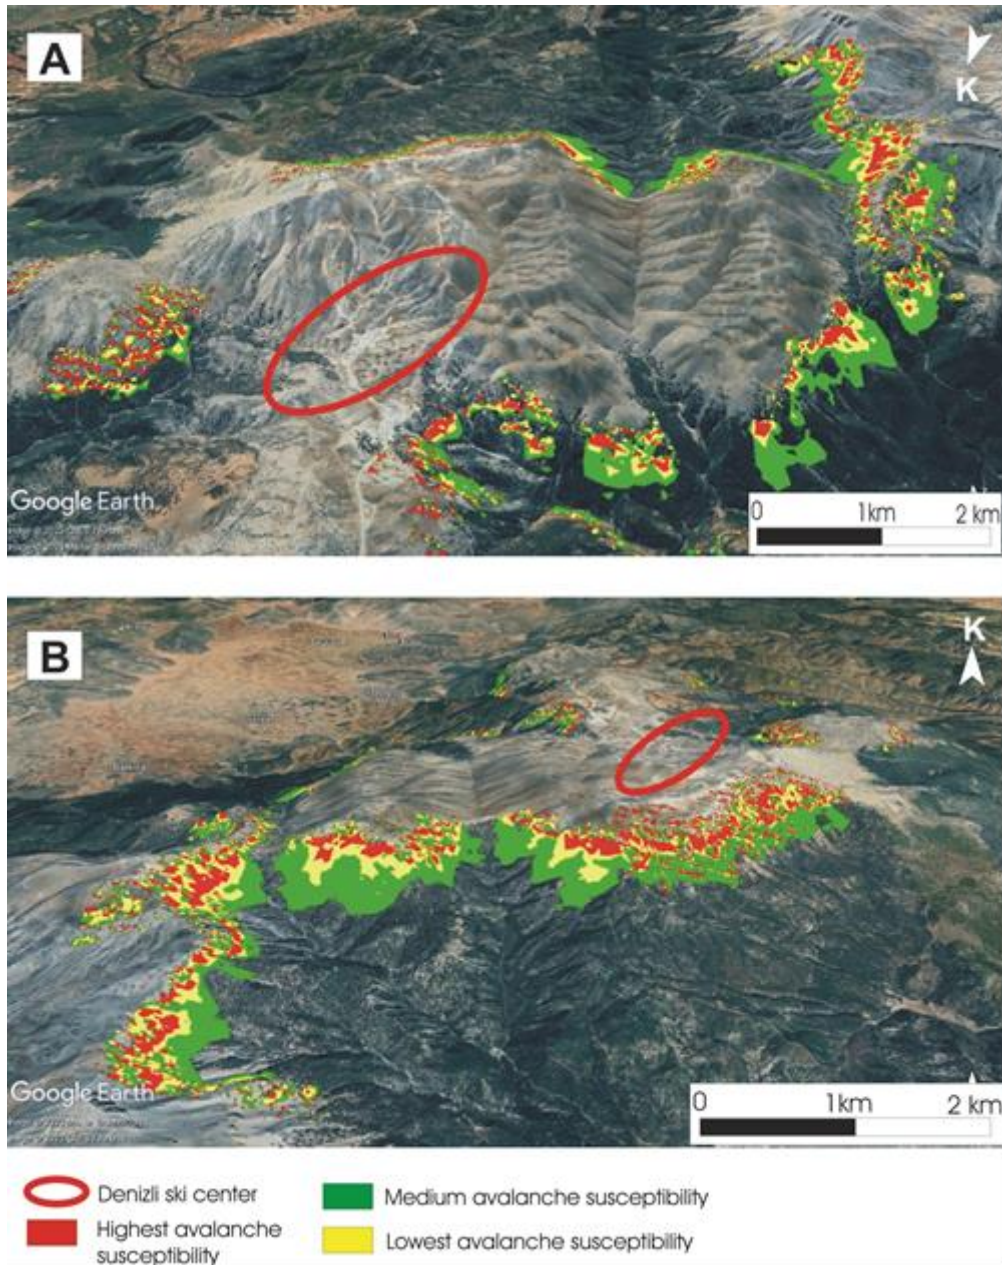 A
K
Google Earth
0 1km 2 km
B
K
Google Earth
0 1km 2 km
Denizli ski center
Highest avalanche
susceptibility
Medium avalanche susceptibility
Lowest avalanche susceptibility